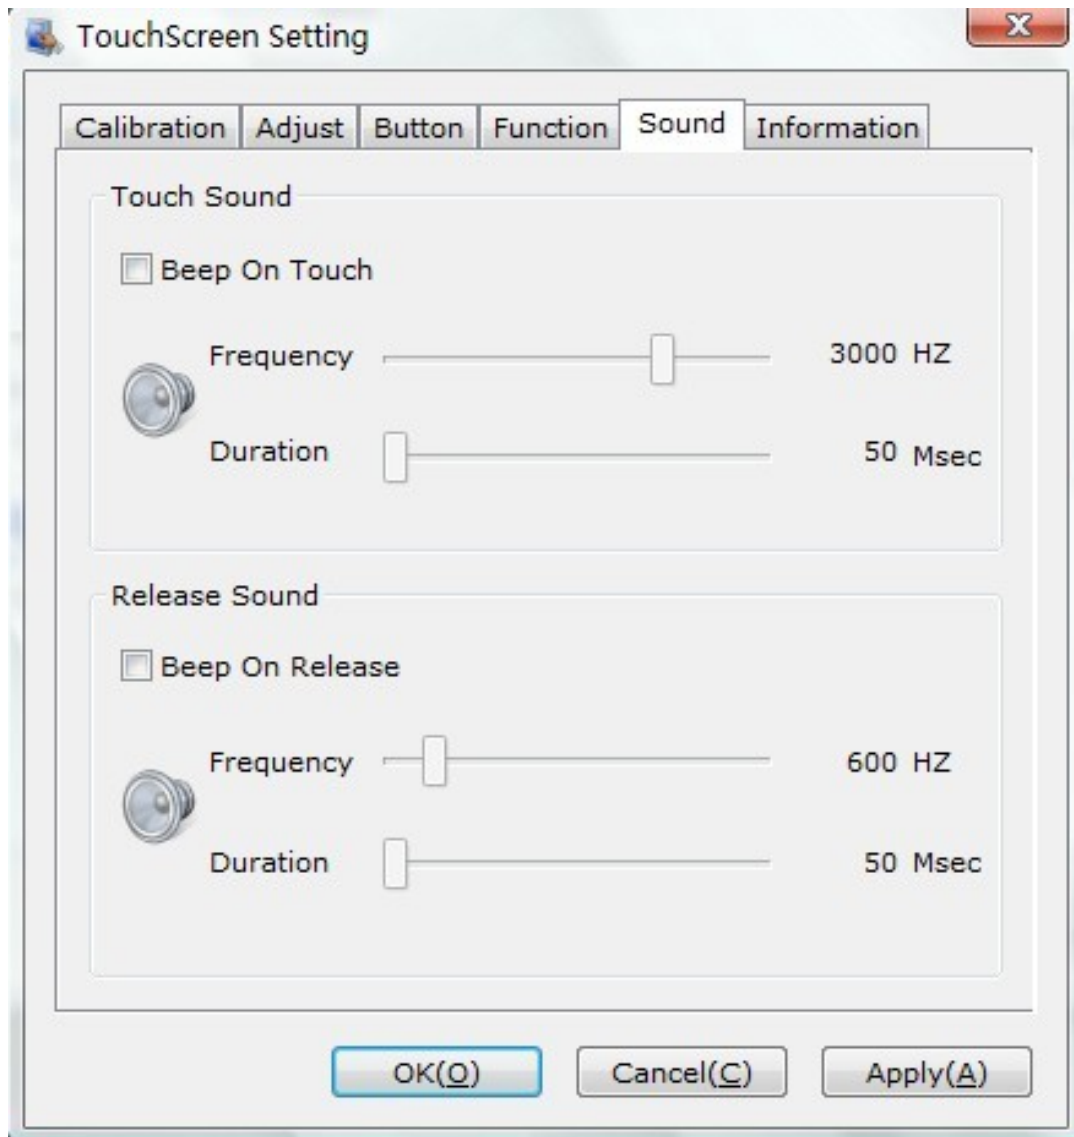 TouchScreen Setting
Calibration Adjust Button Function Sound Information
Touch Sound
Beep On Touch
Frequency 3000 HZ
Duration 50 Msec
Release Sound
Beep On Release
Frequency 600 HZ
Duration 50 Msec
OK(O) Cancel(C) Apply(A)